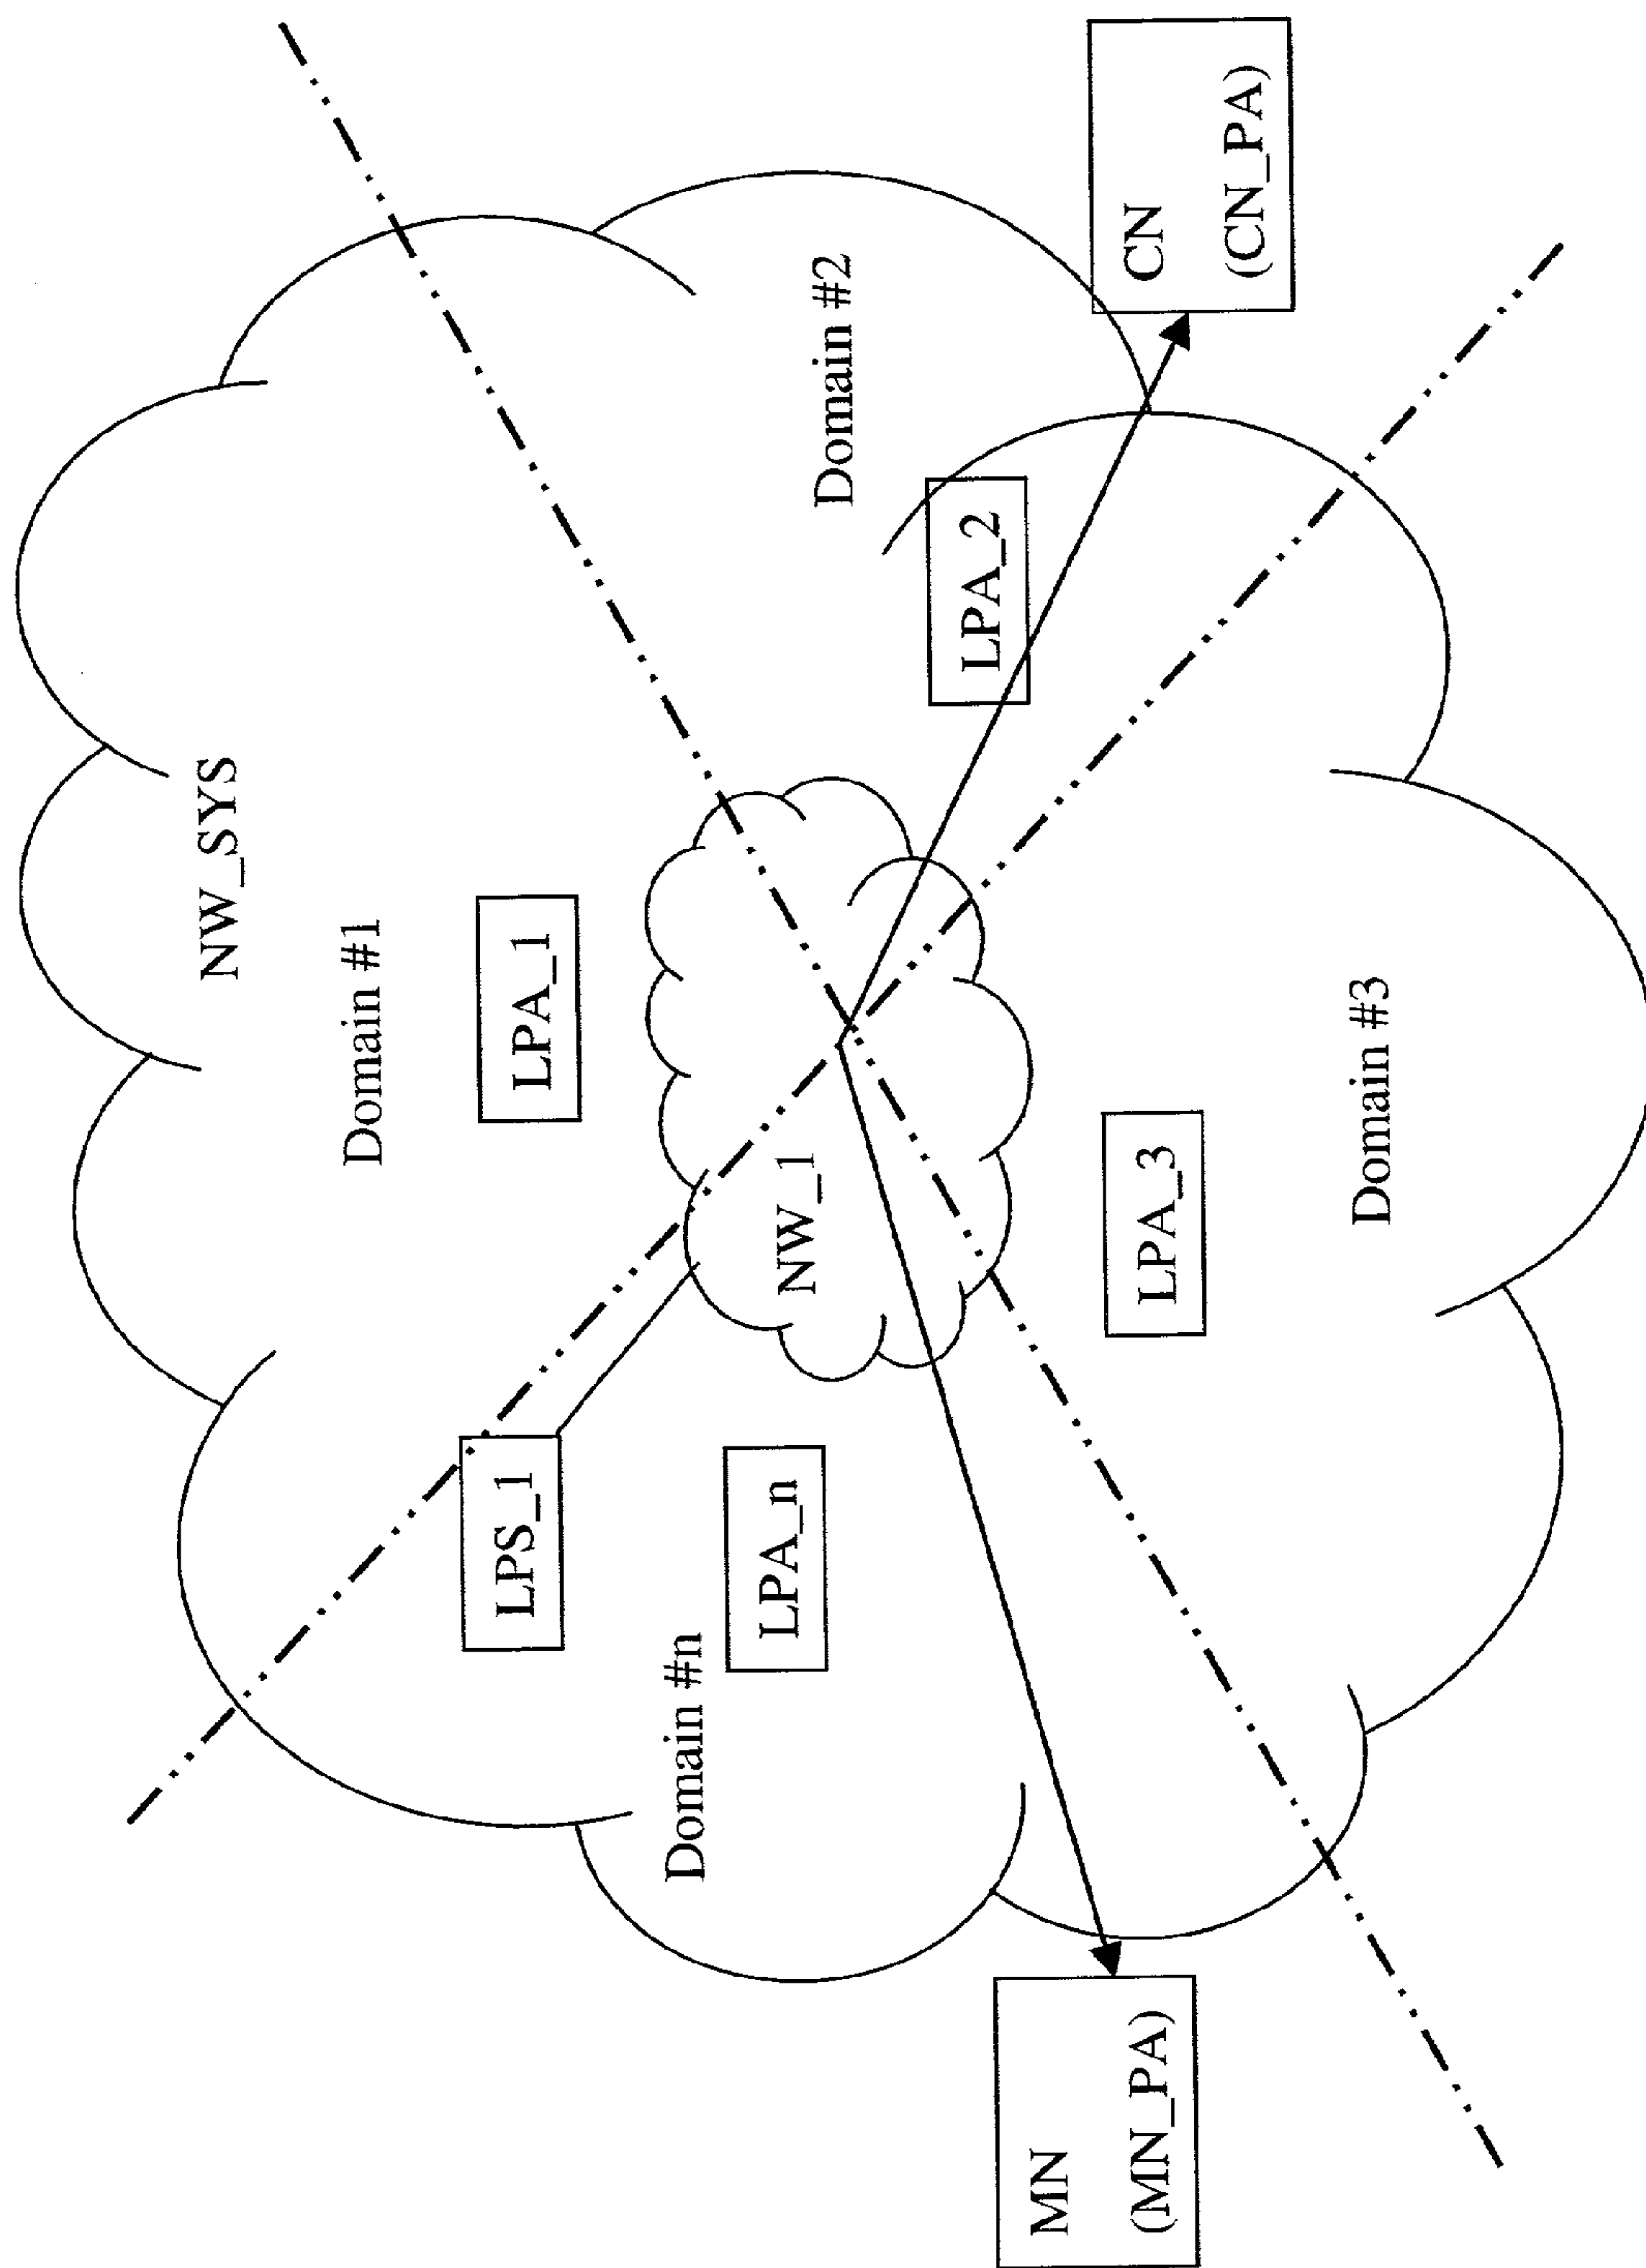 NW_SYS
Domain #1
LPA_1
LPS_1
Domain #n
LPA_n
NW_1
Domain #2
LPA_2
MN
(MN_PA)
CN
(CN_PA)
LPA_3
Domain #3